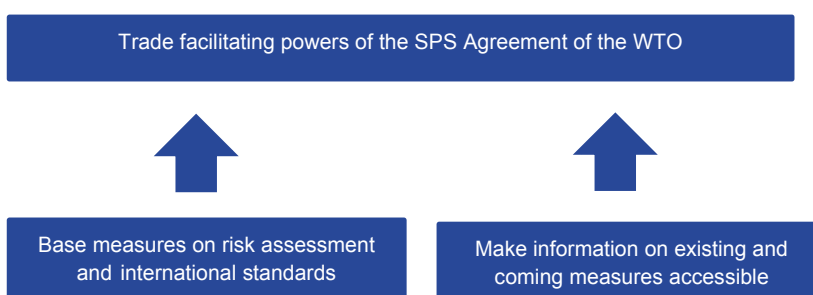 Trade facilitating powers of the SPS Agreement of the WTO
Base measures on risk assessment
and international standards
Make information on existing and
coming measures accessible